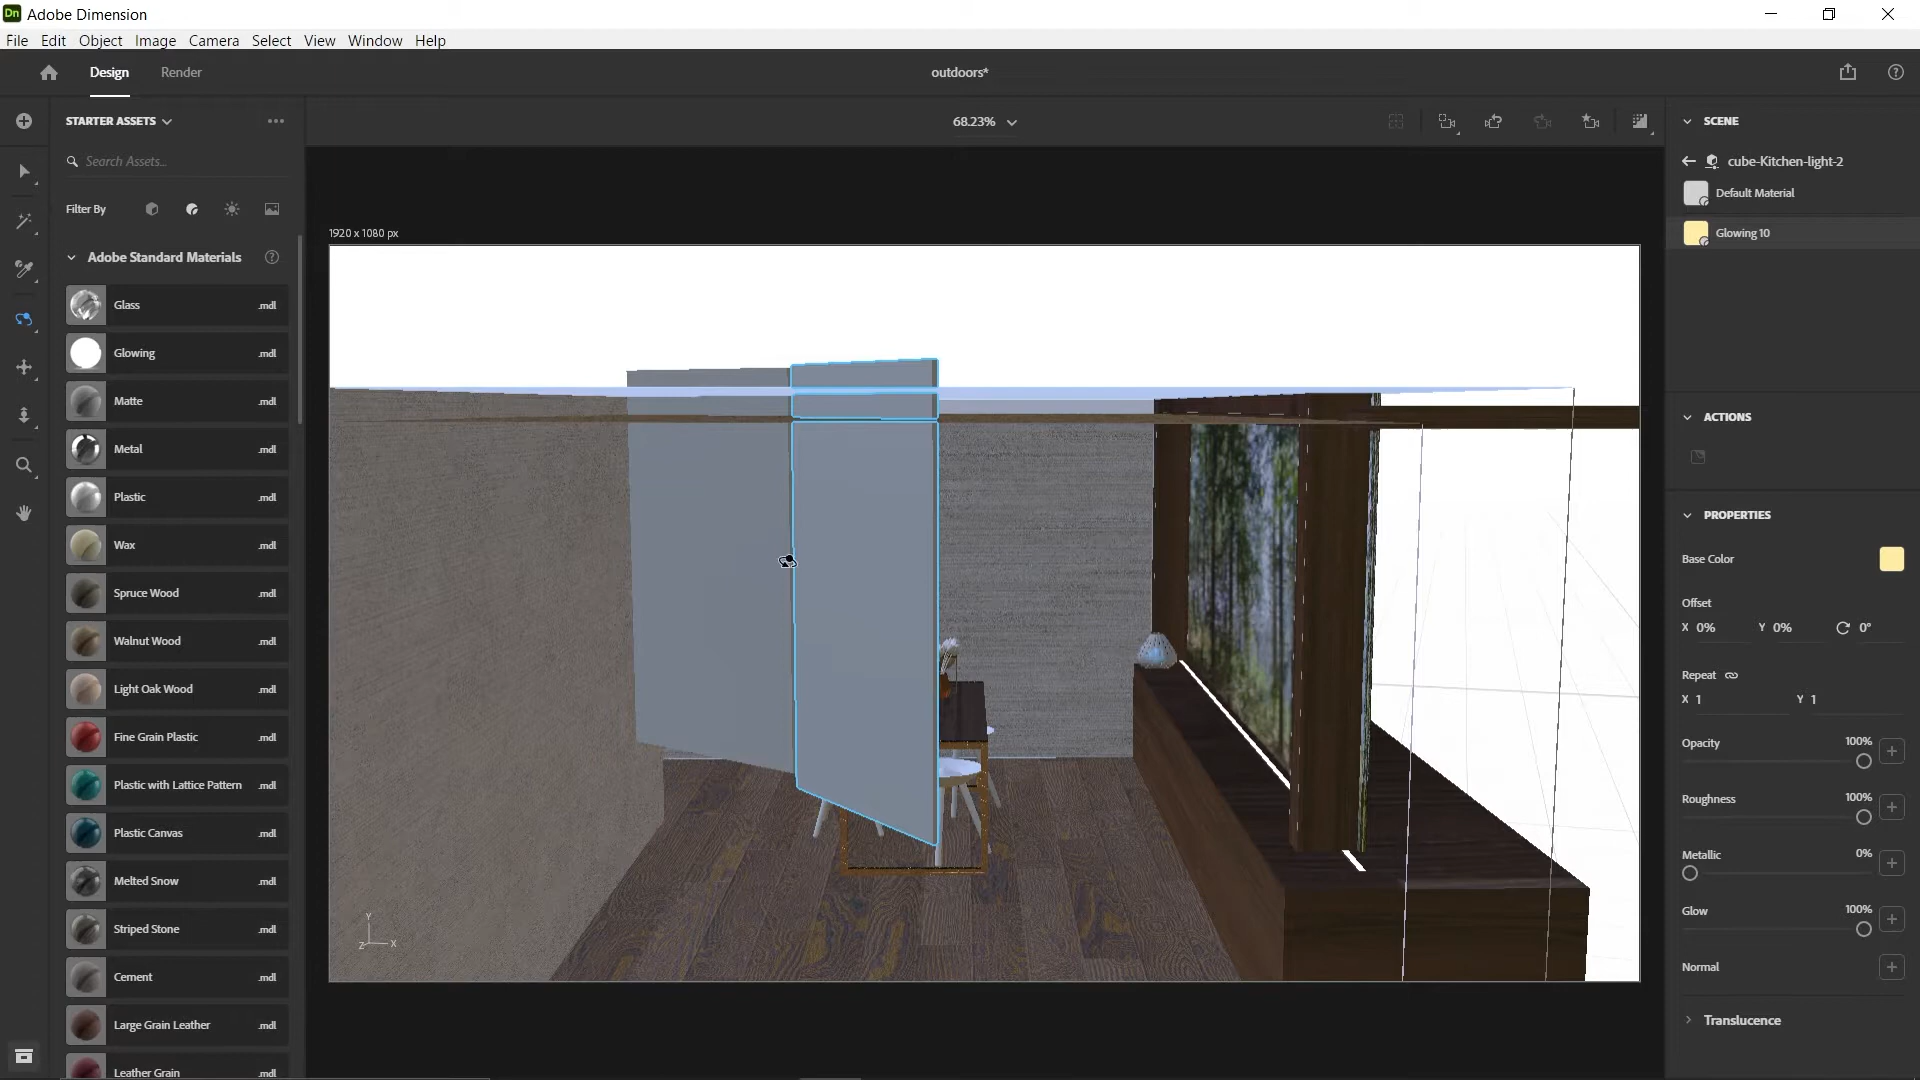 Dn Adobe Dimension
File Edit Object Image Camera Select View Window Help
Design Render outdoors*
STARTER ASSETS
68.23%
Search Assets...
Filter By
1920 x 1080 px
Adobe Standard Materials
Glass .mdl
Glowing .mdl
Matte .mdl
Metal .mdl
Plastic .mdl
Wax .mdl
Spruce Wood .mdl
Walnut Wood .mdl
Light Oak Wood .mdl
Fine Grain Plastic .mdl
Plastic with Lattice Pattern .mdl
Plastic Canvas .mdl
Melted Snow .mdl
Striped Stone .mdl
Cement .mdl
Large Grain Leather .mdl
Leather Grain .mdl
Y
Z X
SCENE
cube-Kitchen-light-2
Default Material
Glowing 10
ACTIONS
PROPERTIES
Base Color
Offset
X 0% Y 0% 0°
Repeat
X 1 Y 1
Opacity 100%
Roughness 100%
Metallic 0%
Glow 100%
Normal
Translucence